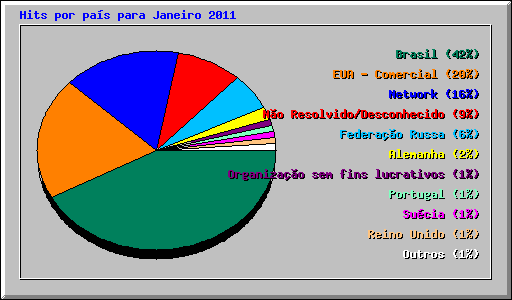 Hits por país para Janeiro 2011
Brasil (42%)
EUA - Comercial (20%)
Network (16%)
Não Resolvido/Desconhecido (9%)
Federação Russa (6%)
Alemanha (2%)
Organização sem fins lucrativos (1%)
Portugal (1%)
Suécia (1%)
Reino Unido (1%)
Outros (1%)